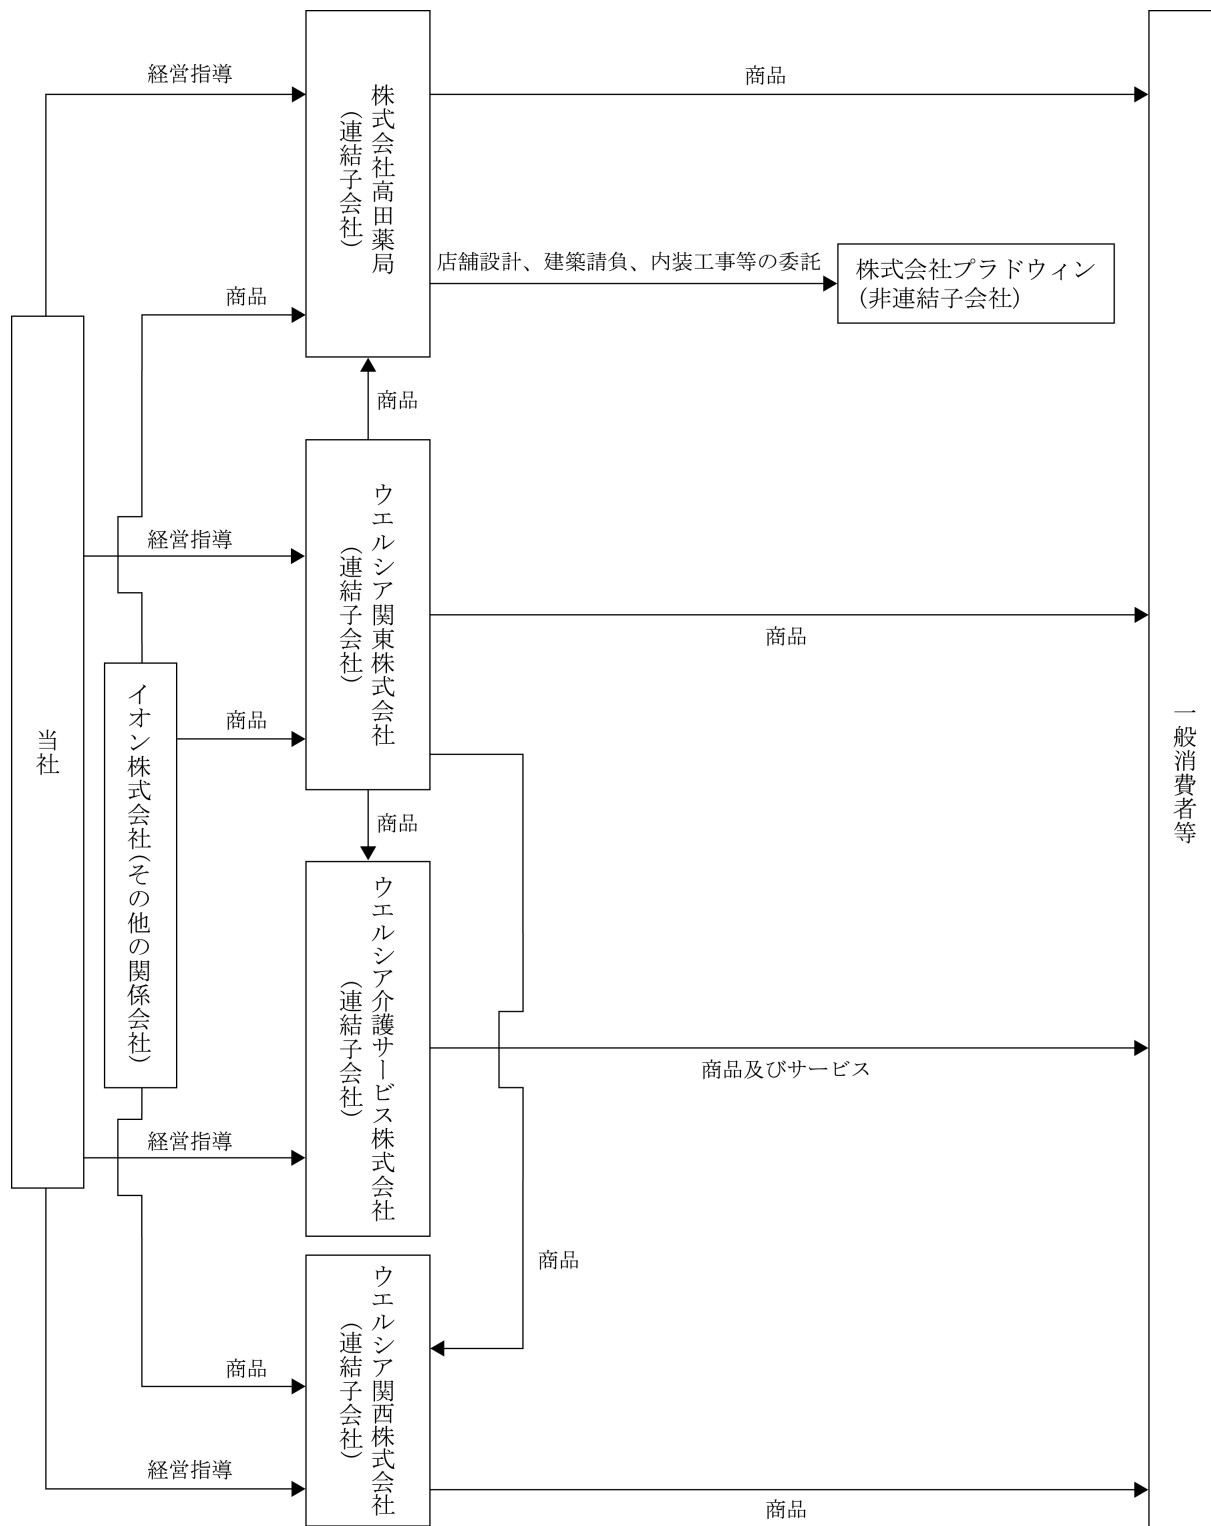 経営指導
商品
株式会社高田薬局
(連結子会社)
店舗設計、建築請負、内装工事等の委託
株式会社プラドウィン
(非連結子会社)
商品
商品
ウエルシア関東株式会社
(連結子会社)
経営指導
商品
商品
当社
イオン株式会社(その他の関係会社)
一般消費者等
商品
ウエルシア介護サービス株式会社
(連結子会社)
商品及びサービス
経営指導
商品
ウエルシア関西株式会社
(連結子会社)
商品
経営指導
商品